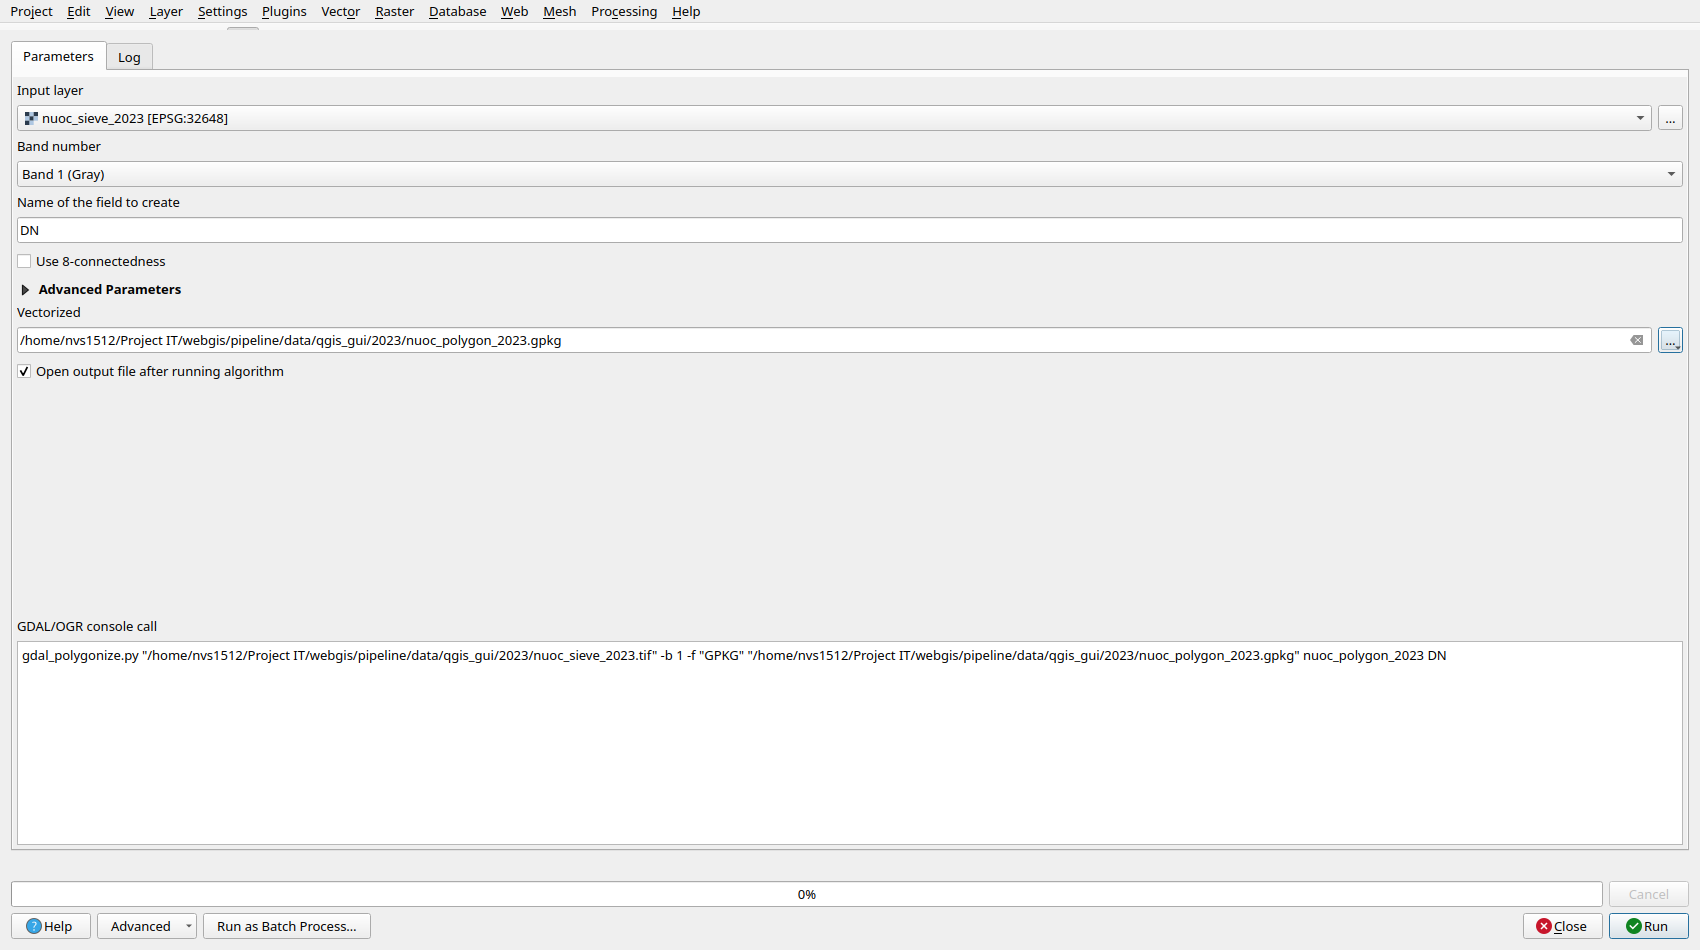 Project Edit View Layer Settings Plugins Vector Raster Database Web Mesh Processing Help
Parameters Log
Input layer
nuoc_sieve_2023 [EPSG:32648] ...
Band number
Band 1 (Gray)
Name of the field to create
DN
Use 8-connectedness
Advanced Parameters
Vectorized
/home/nvs1512/Project IT/webgis/pipeline/data/qgis_gui/2023/nuoc_polygon_2023.gpkg ...
Open output file after running algorithm
GDAL/OGR console call
gdal_polygonize.py "/home/nvs1512/Project IT/webgis/pipeline/data/qgis_gui/2023/nuoc_sieve_2023.tif" -b 1 -f "GPKG" "/home/nvs1512/Project IT/webgis/pipeline/data/qgis_gui/2023/nuoc_polygon_2023.gpkg" nuoc_polygon_2023 DN
0% Cancel
Help Advanced Run as Batch Process... Close Run